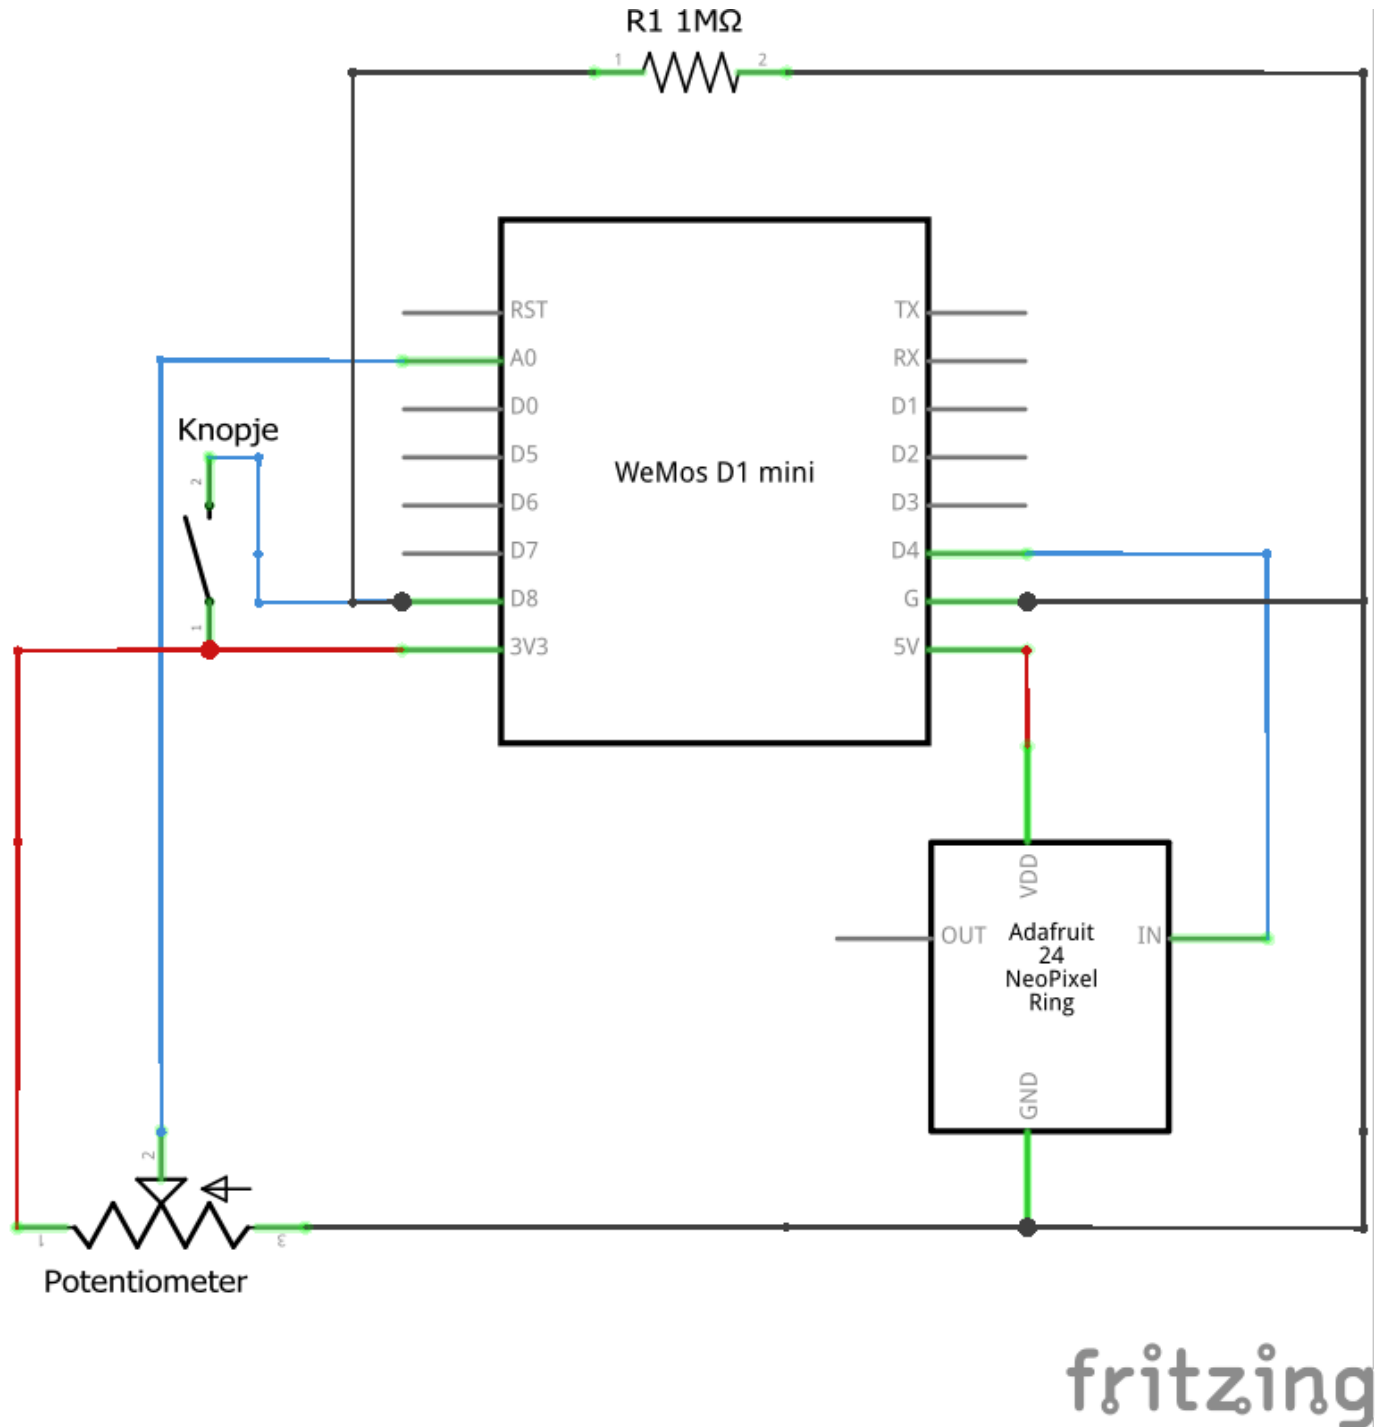 R1 1MΩ
1
2
RST
TX
A0
RX
D0
D1
Knopje
D5
D2
2
WeMos D1 mini
D6
D3
D7
D4
D8
G
1
3V3
5V
VDD
OUT
Adafruit
24
NeoPixel
Ring
IN
GND
2
1
3
Potentiometer
fritzing